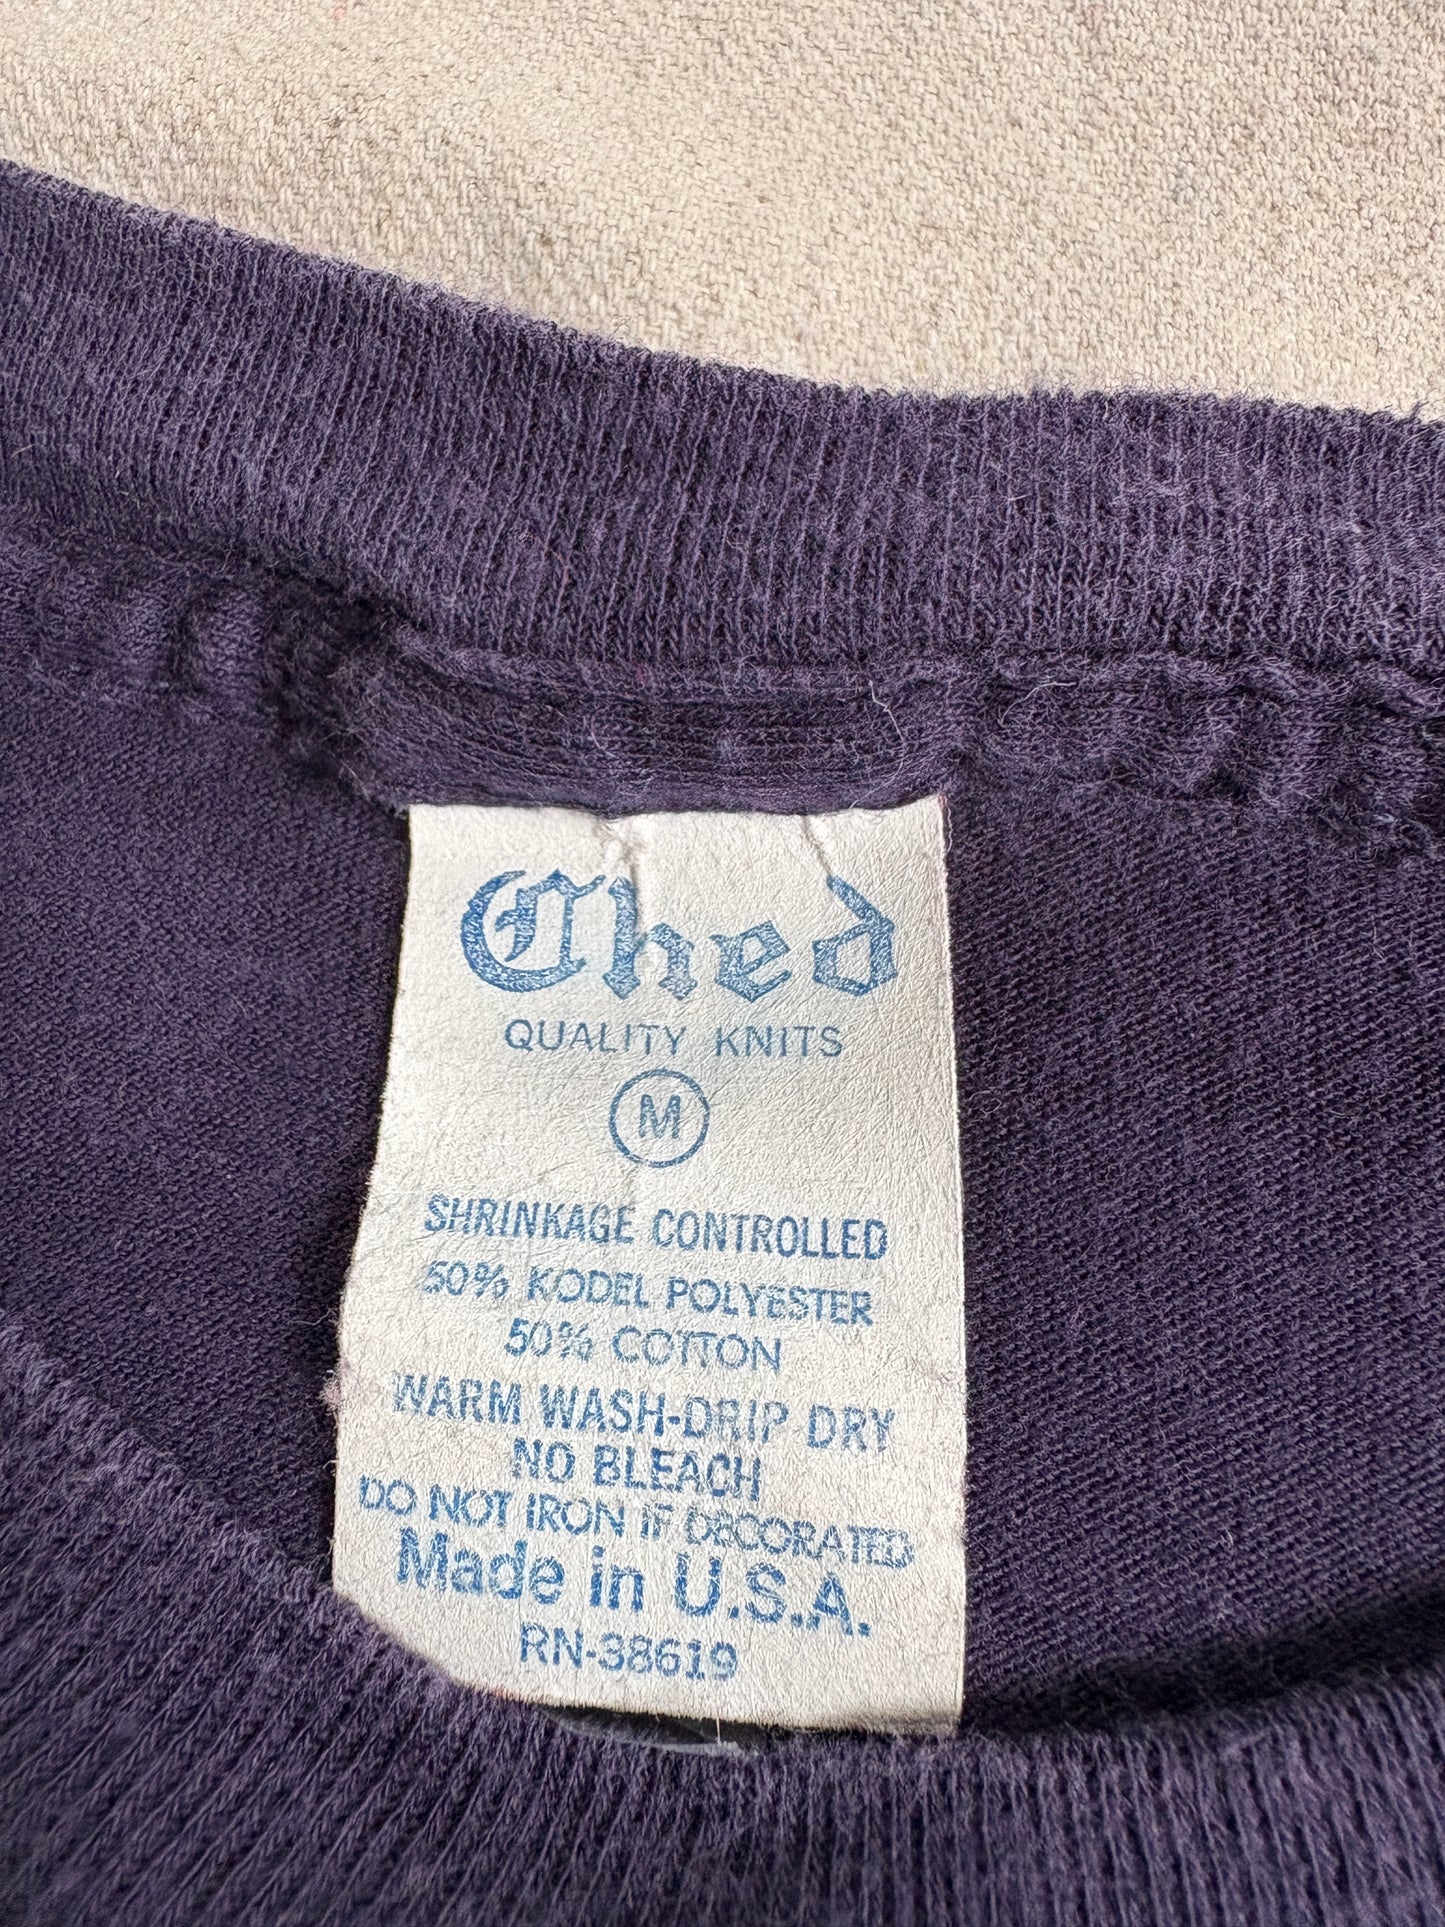 Ched
QUALITY KNITS
M
SHRINKAGE CONTROLLED
50% KODEL POLYESTER
50% COTTON
WARM WASH-DRIP DRY
NO BLEACH
DO NOT IRON IF DECORATED
Made in U.S.A.
RN-38619